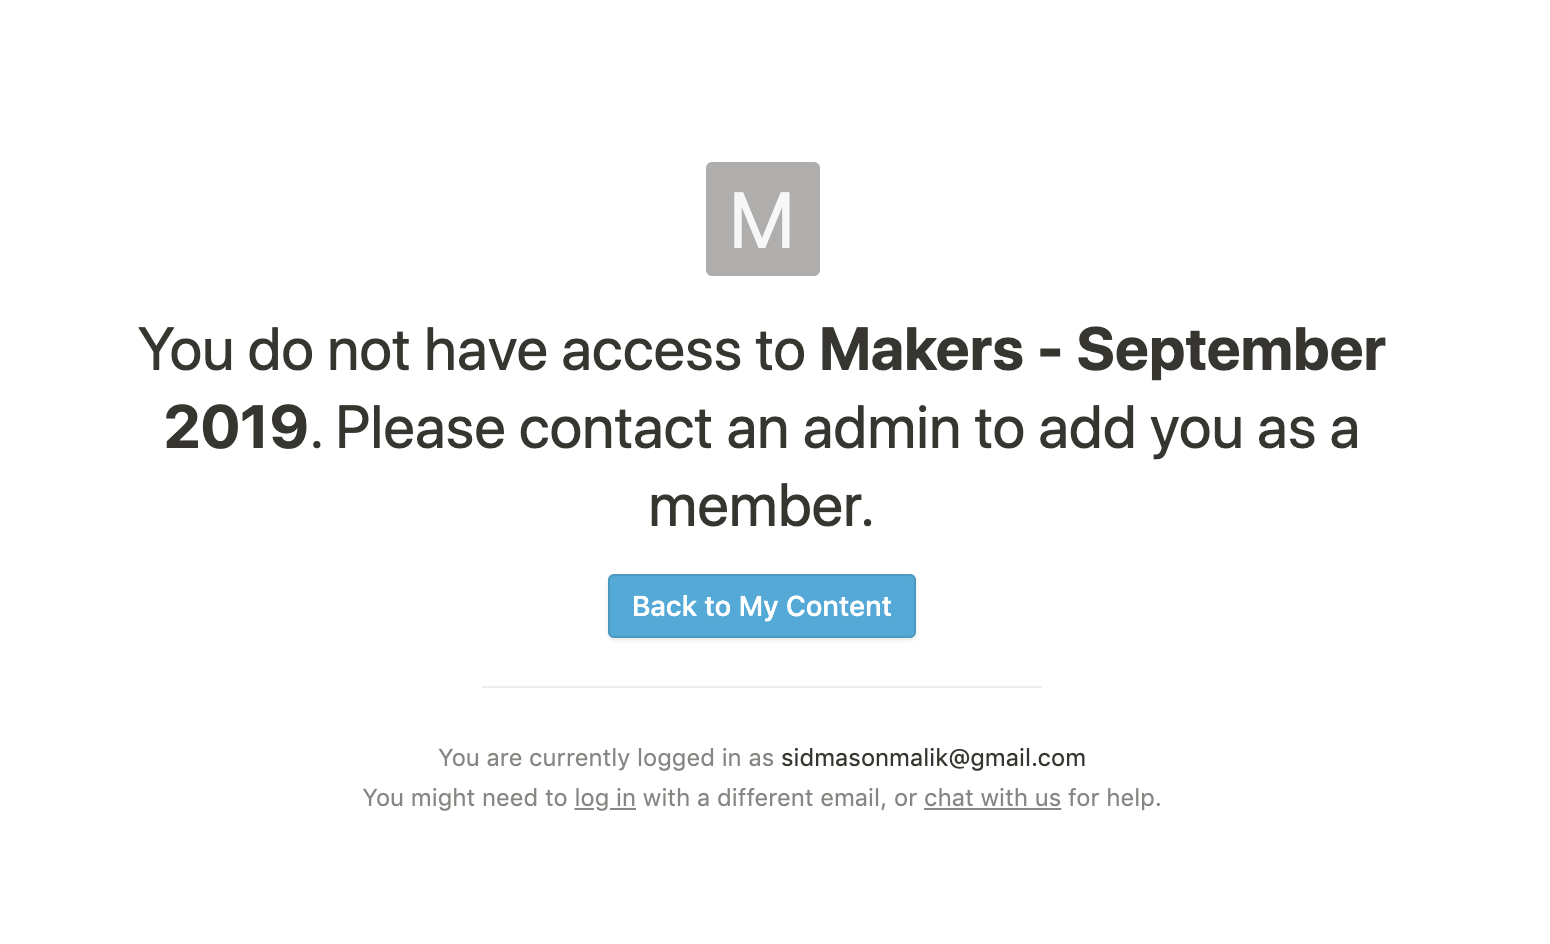 M
You do not have access to Makers - September
2019. Please contact an admin to add you as a
member.
Back to My Content
You are currently logged in as sidmasonmalik@gmail.com
You might need to log in with a different email, or chat with us for help.